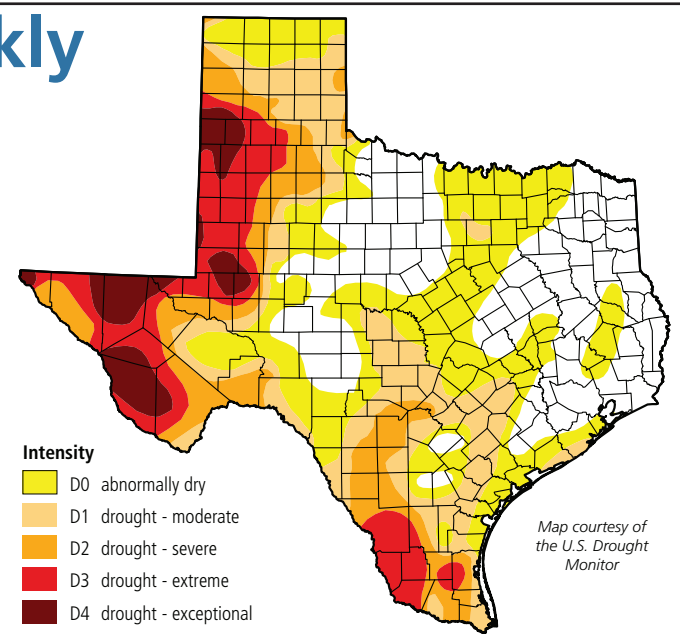 kly
Intensity
D0 abnormally dry
D1 drought - moderate
D2 drought - severe
D3 drought - extreme
D4 drought - exceptional
Map courtesy of
the U.S. Drought
Monitor